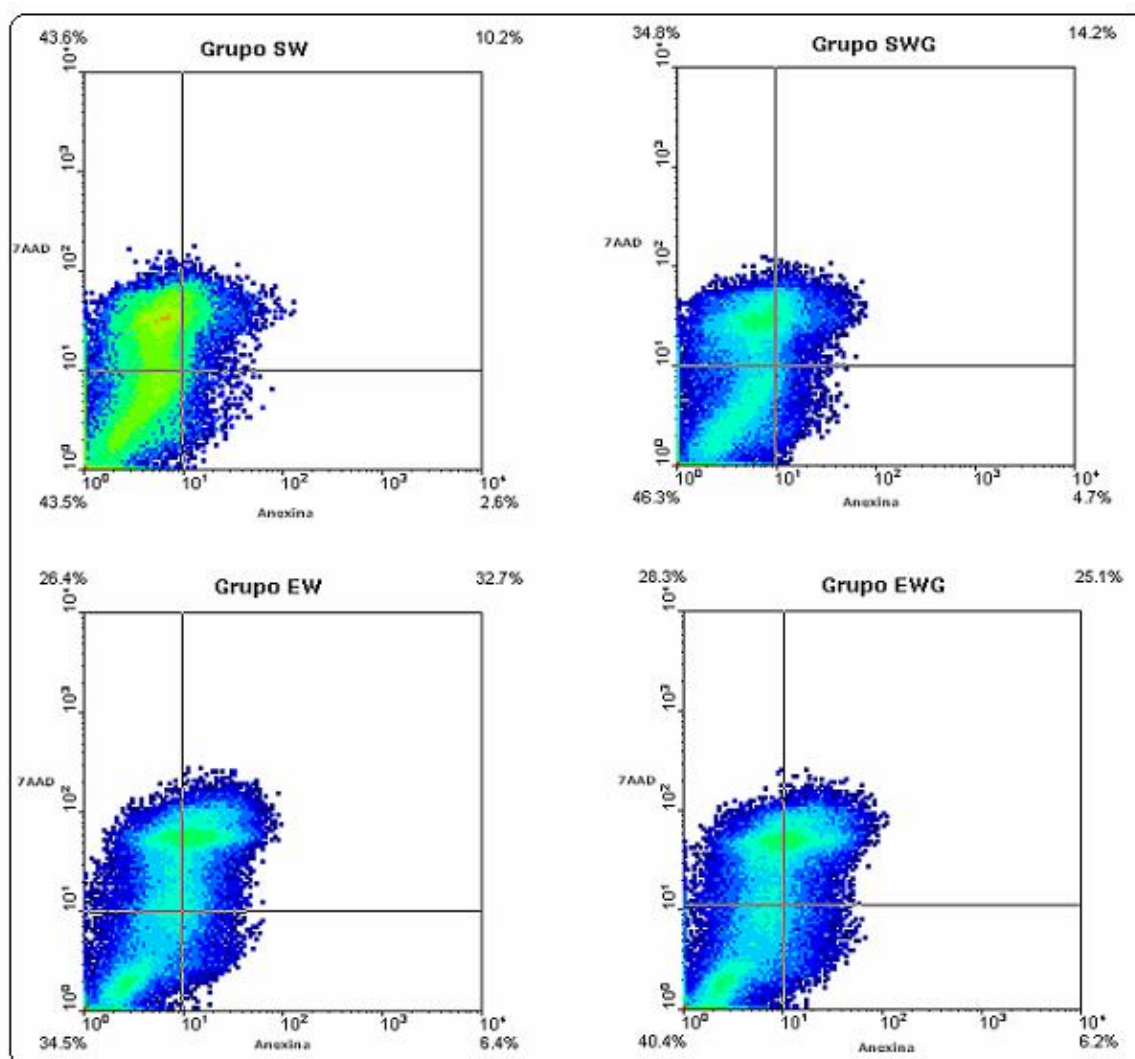 43.6% Grupo SW 10.2%
10⁴
10³
7AAD
10²
10¹
10⁰
10⁰ 10¹ 10² 10³ 10⁴
43.5% Anexina 2.6%
34.8% Grupo SWG 14.2%
10⁴
10³
7AAD
10²
10¹
10⁰
10⁰ 10¹ 10² 10³ 10⁴
46.3% Anexina 4.7%
26.4% Grupo EW 32.7%
10⁴
10³
7AAD
10²
10¹
10⁰
10⁰ 10¹ 10² 10³ 10⁴
34.5% Anexina 6.4%
28.3% Grupo EWG 25.1%
10⁴
10³
7AAD
10²
10¹
10⁰
10⁰ 10¹ 10² 10³ 10⁴
40.4% Anexina 6.2%